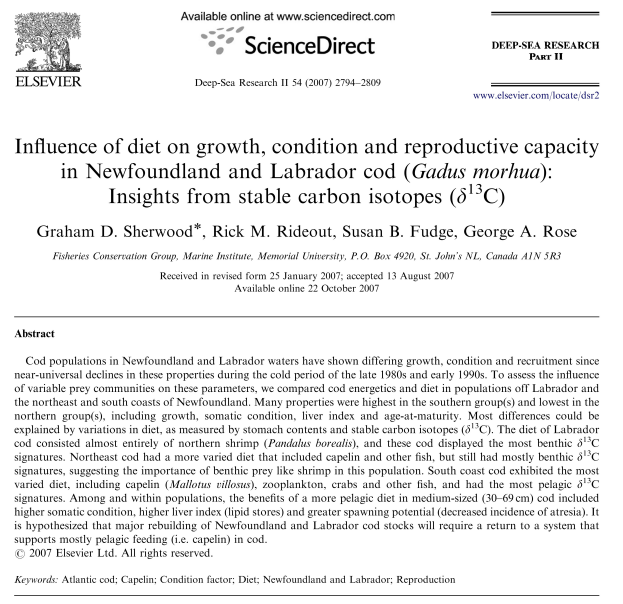 Available online at www.sciencedirect.com
ScienceDirect
ELSEVIER
Deep-Sea Research II 54 (2007) 2794–2809
DEEP-SEA RESEARCH
PART II
www.elsevier.com/locate/dsr2
Influence of diet on growth, condition and reproductive capacity
in Newfoundland and Labrador cod (Gadus morhua):
Insights from stable carbon isotopes (δ¹³C)
Graham D. Sherwood*, Rick M. Rideout, Susan B. Fudge, George A. Rose
Fisheries Conservation Group, Marine Institute, Memorial University, P.O. Box 4920, St. John's NL, Canada A1N 5R3
Received in revised form 25 January 2007; accepted 13 August 2007
Available online 22 October 2007
Abstract
Cod populations in Newfoundland and Labrador waters have shown differing growth, condition and recruitment since
near-universal declines in these properties during the cold period of the late 1980s and early 1990s. To assess the influence
of variable prey communities on these parameters, we compared cod energetics and diet in populations off Labrador and
the northeast and south coasts of Newfoundland. Many properties were highest in the southern group(s) and lowest in the
northern group(s), including growth, somatic condition, liver index and age-at-maturity. Most differences could be
explained by variations in diet, as measured by stomach contents and stable carbon isotopes (δ¹³C). The diet of Labrador
cod consisted almost entirely of northern shrimp (Pandalus borealis), and these cod displayed the most benthic δ¹³C
signatures. Northeast cod had a more varied diet that included capelin and other fish, but still had mostly benthic δ¹³C
signatures, suggesting the importance of benthic prey like shrimp in this population. South coast cod exhibited the most
varied diet, including capelin (Mallotus villosus), zooplankton, crabs and other fish, and had the most pelagic δ¹³C
signatures. Among and within populations, the benefits of a more pelagic diet in medium-sized (30–69 cm) cod included
higher somatic condition, higher liver index (lipid stores) and greater spawning potential (decreased incidence of atresia). It
is hypothesized that major rebuilding of Newfoundland and Labrador cod stocks will require a return to a system that
supports mostly pelagic feeding (i.e. capelin) in cod.
© 2007 Elsevier Ltd. All rights reserved.
Keywords: Atlantic cod; Capelin; Condition factor; Diet; Newfoundland and Labrador; Reproduction